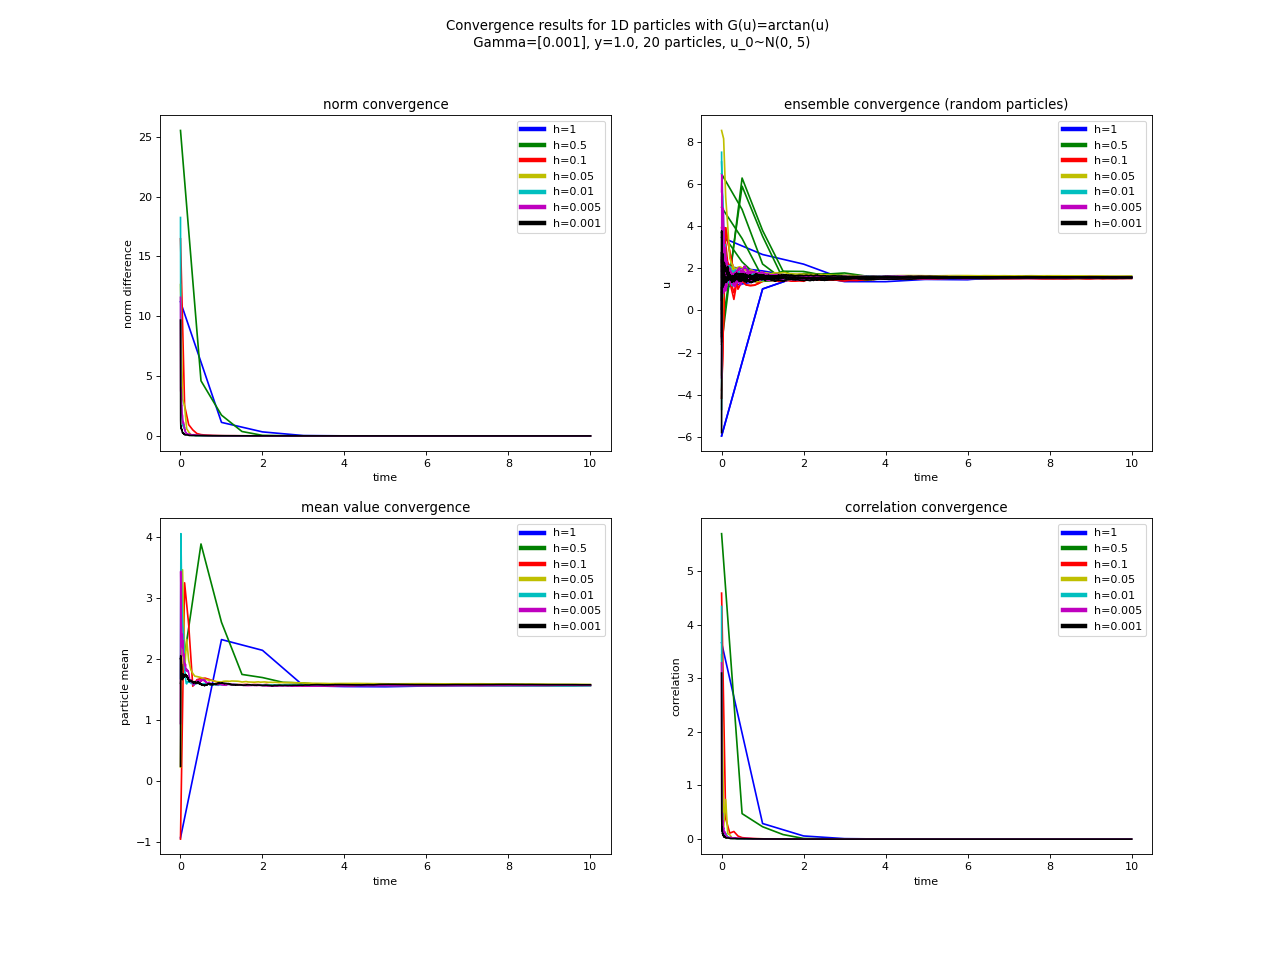 Convergence results for 1D particles with G(u)=arctan(u)
Gamma=[0.001], y=1.0, 20 particles, u_0~N(0, 5)
norm convergence
norm difference
25
20
15
10
5
0
0 2 4 6 8 10
time
h=1
h=0.5
h=0.1
h=0.05
h=0.01
h=0.005
h=0.001
ensemble convergence (random particles)
u
8
6
4
2
0
−2
−4
−6
0 2 4 6 8 10
time
h=1
h=0.5
h=0.1
h=0.05
h=0.01
h=0.005
h=0.001
mean value convergence
particle mean
4
3
2
1
0
−1
0 2 4 6 8 10
time
h=1
h=0.5
h=0.1
h=0.05
h=0.01
h=0.005
h=0.001
correlation convergence
correlation
5
4
3
2
1
0
0 2 4 6 8 10
time
h=1
h=0.5
h=0.1
h=0.05
h=0.01
h=0.005
h=0.001